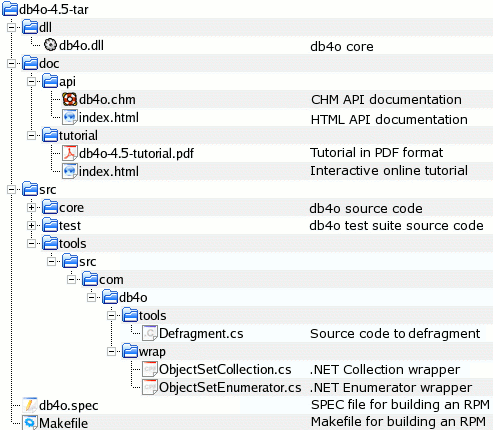 db4o-4.5-tar
dll
db4o.dll db4o core
doc
api
db4o.chm CHM API documentation
index.html HTML API documentation
tutorial
db4o-4.5-tutorial.pdf Tutorial in PDF format
index.html Interactive online tutorial
src
core db4o source code
test db4o test suite source code
tools
src
com
db4o
tools
Defragment.cs Source code to defragment
wrap
ObjectSetCollection.cs .NET Collection wrapper
ObjectSetEnumerator.cs .NET Enumerator wrapper
db4o.spec SPEC file for building an RPM
Makefile Makefile for building an RPM